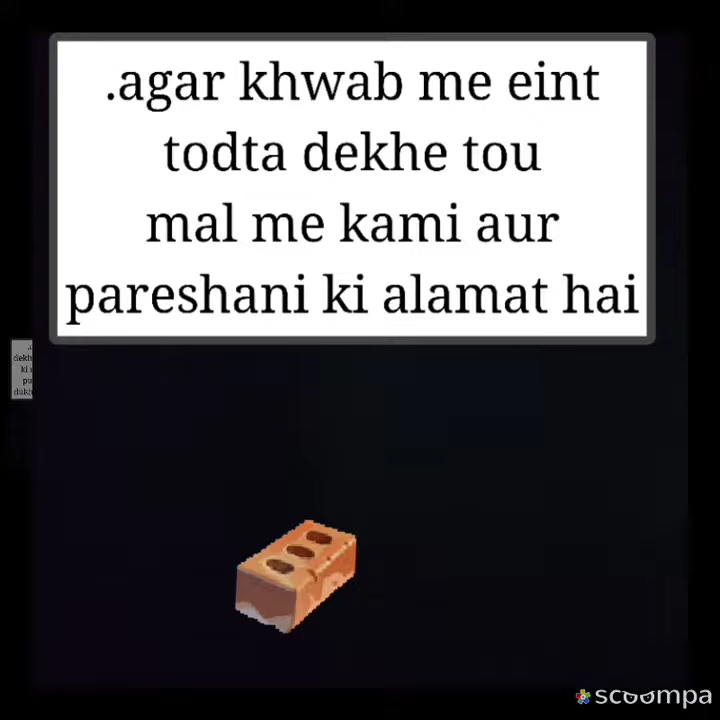 .agar khwab me eint
todta dekhe tou
mal me kami aur
pareshani ki alamat hai
scoompa